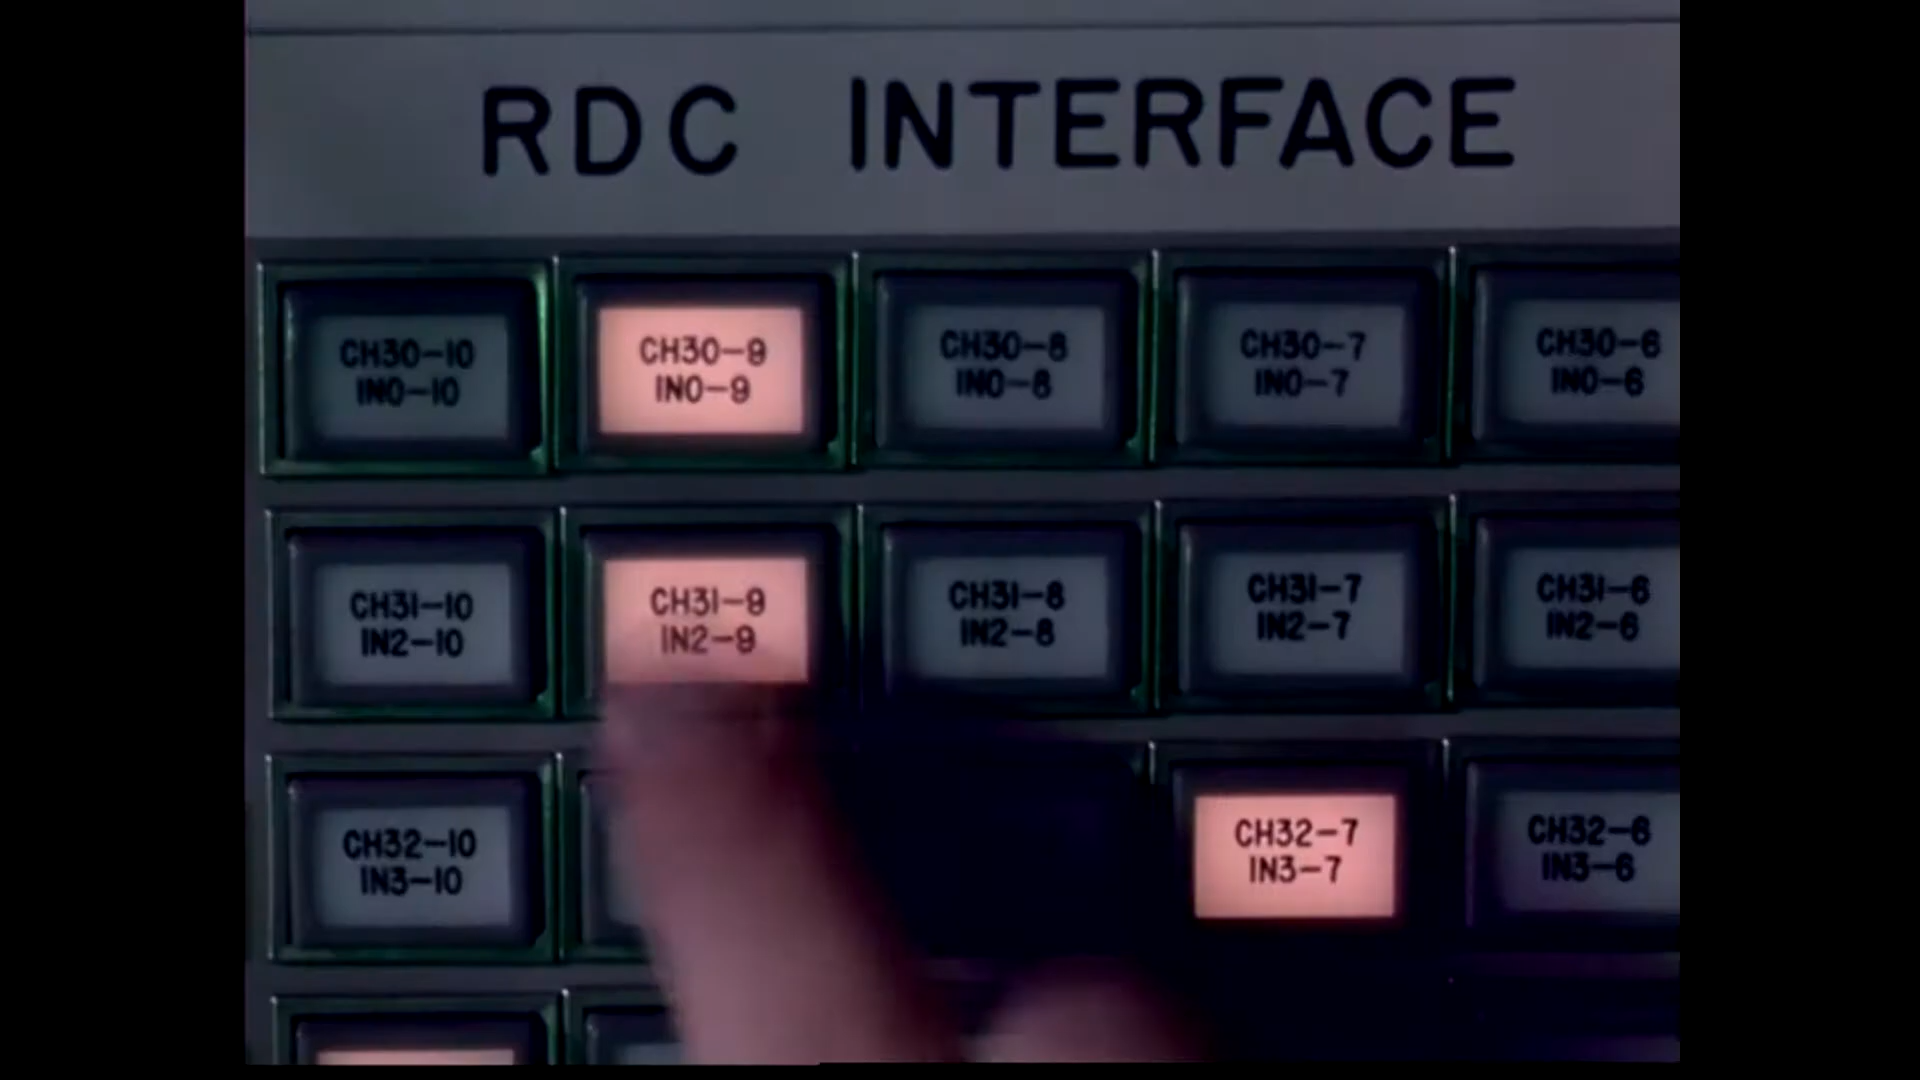 RDC INTERFACE
CH30-10
IN0-10
CH30-9
IN0-9
CH30-8
IN0-8
CH30-7
IN0-7
CH30-6
IN0-6
CH31-10
IN2-10
CH31-9
IN2-9
CH31-8
IN2-8
CH31-7
IN2-7
CH31-6
IN2-6
CH32-10
IN3-10
CH32-7
IN3-7
CH32-6
IN3-6